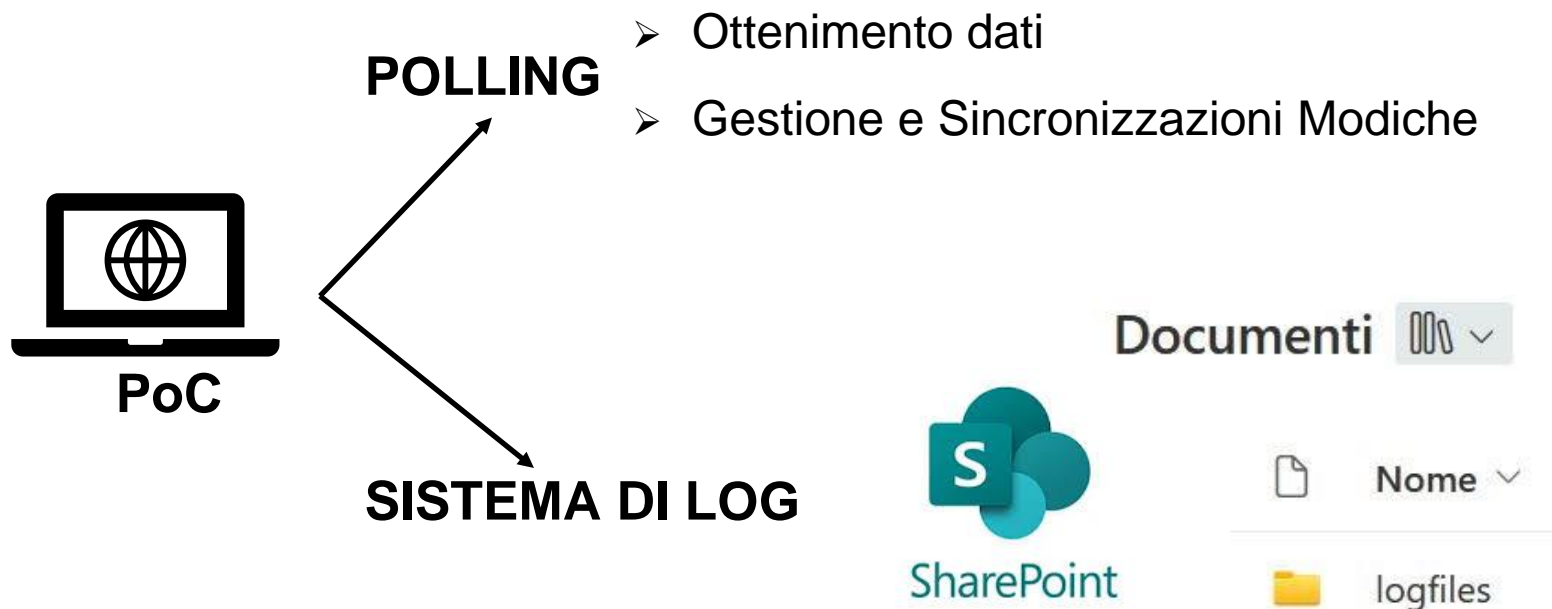 POLLING
➢ Ottenimento dati
➢ Gestione e Sincronizzazioni Modiche
PoC
SISTEMA DI LOG
S
SharePoint
Documenti
Nome
logfiles